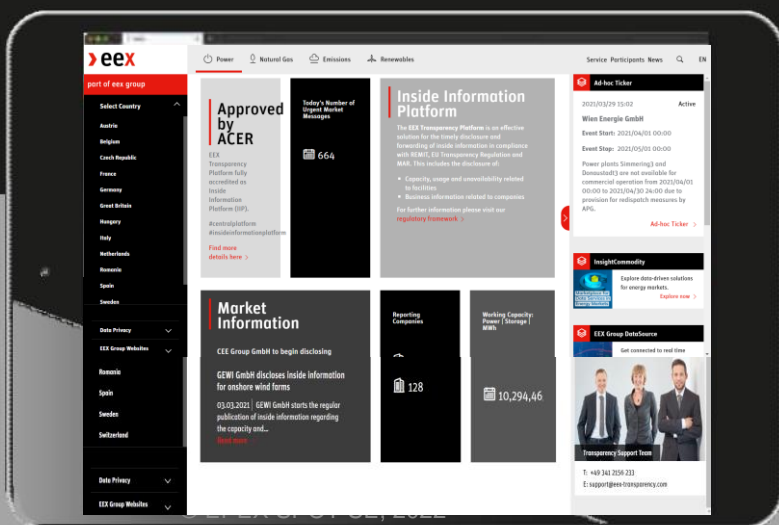 eex
part of eex group
Power
Natural Gas
Emissions
Renewables
Service Participants News
EN
Select Country
Austria
Belgium
Czech Republic
France
Germany
Great Britain
Hungary
Italy
Netherlands
Romania
Spain
Sweden
Data Privacy
EEX Group Websites
Romania
Spain
Sweden
Switzerland
Data Privacy
EEX Group Websites
Approved
by
ACER
EEX
Transparency
Platform fully
accredited as
Inside
Information
Platform (IIP).
#centralplatform
#insideinformationplatform
Find more
details here >
Today's Number of
Urgent Market
Messages
664
Inside Information
Platform
The EEX Transparency Platform is an effective
solution for the timely disclosure and
forwarding of inside information in compliance
with REMIT, EU Transparency Regulation and
MAR. This includes the disclosure of:
• Capacity, usage and unavailability related
to facilities
• Business information related to companies
For further information please visit our
regulatory framework >
Market
Information
CEE Group GmbH to begin disclosing
GEWI GmbH discloses inside information
for onshore wind farms
03.03.2021 | GEWI GmbH starts the regular
publication of inside information regarding
the capacity and...
Read more >
Reporting
Companies
128
Working Capacity:
Power | Storage |
MWh
10,294,46
Ad-hoc Ticker
2021/03/29 15:02 Active
Wien Energie GmbH
Event Start: 2021/04/01 00:00
Event Stop: 2021/05/01 00:00
Power plants Simmering3 and
Donaustadt3 are not available for
commercial operation from 2021/04/01
00:00 to 2021/04/30 24:00 due to
provision for redispatch measures by
APG.
Ad-hoc Ticker >
InsightCommodity
Explore data-driven solutions
for energy markets.
Explore now >
EEX Group DataSource
Get connected to real time
Transparency Support Team
T: +49 341 2156 233
E: support@eex-transparency.com